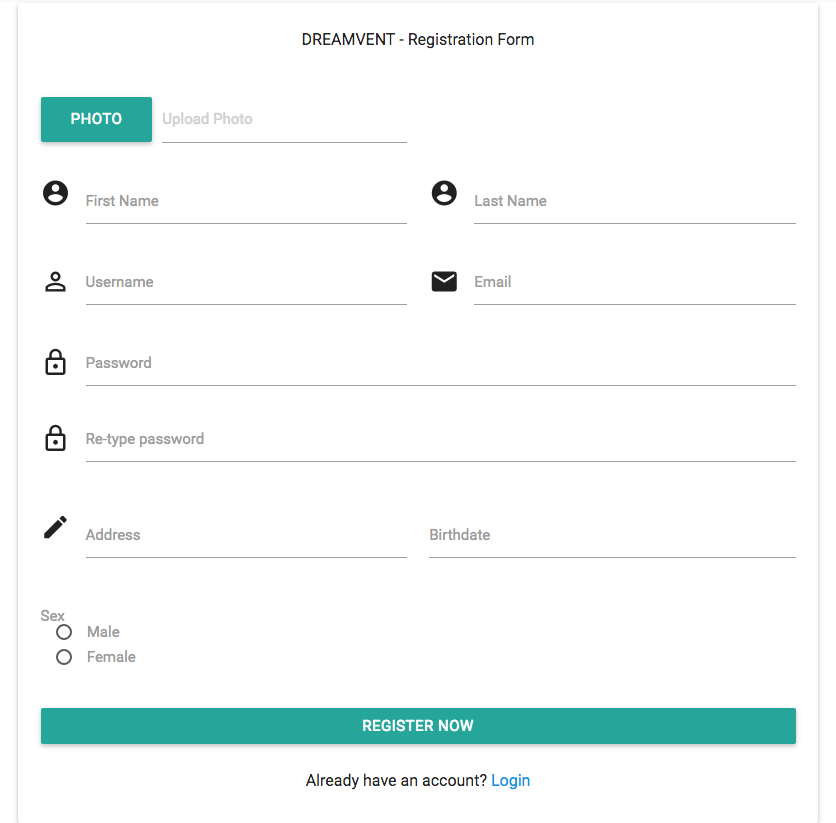 DREAMVENT - Registration Form
PHOTO Upload Photo
First Name Last Name
Username Email
Password
Re-type password
Address Birthdate
Sex
Male
Female
REGISTER NOW
Already have an account? Login